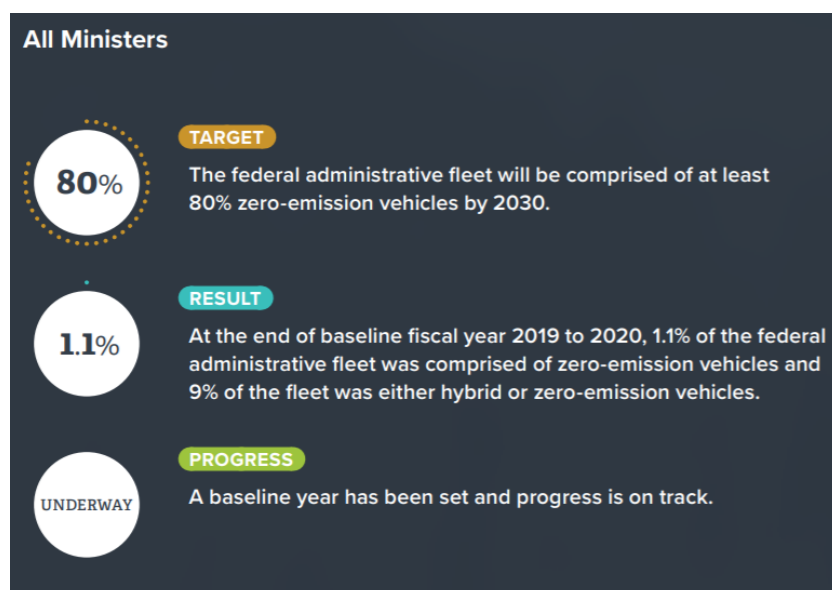 All Ministers
80%
TARGET
The federal administrative fleet will be comprised of at least
80% zero-emission vehicles by 2030.
1.1%
RESULT
At the end of baseline fiscal year 2019 to 2020, 1.1% of the federal
administrative fleet was comprised of zero-emission vehicles and
9% of the fleet was either hybrid or zero-emission vehicles.
UNDERWAY
PROGRESS
A baseline year has been set and progress is on track.